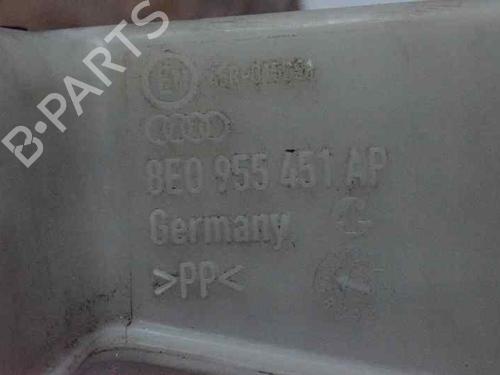 B-PARTS
8E0 955 451 AP
Germany
>PP<